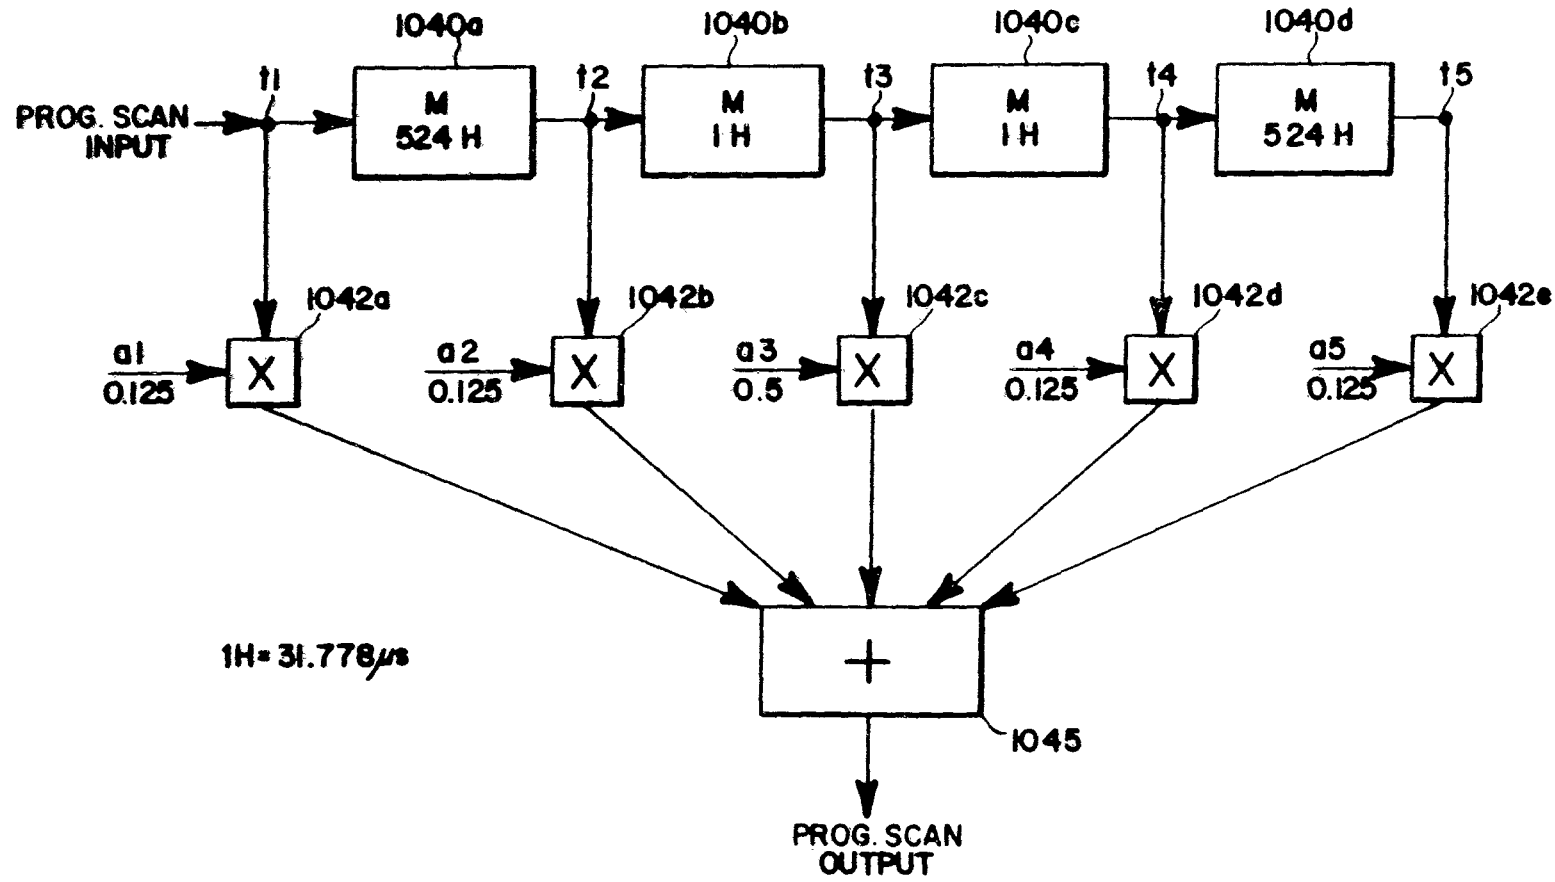 1040a
1040b
1040c
1040d
t1
t2
t3
t4
t5
PROG. SCAN
INPUT
M
524 H
M
1 H
M
1 H
M
524 H
1042a
1042b
1042c
1042d
1042e
a1
0.125
X
a2
0.125
X
a3
0.5
X
a4
0.125
X
a5
0.125
X
1H=31.778μs
+
1045
PROG. SCAN
OUTPUT